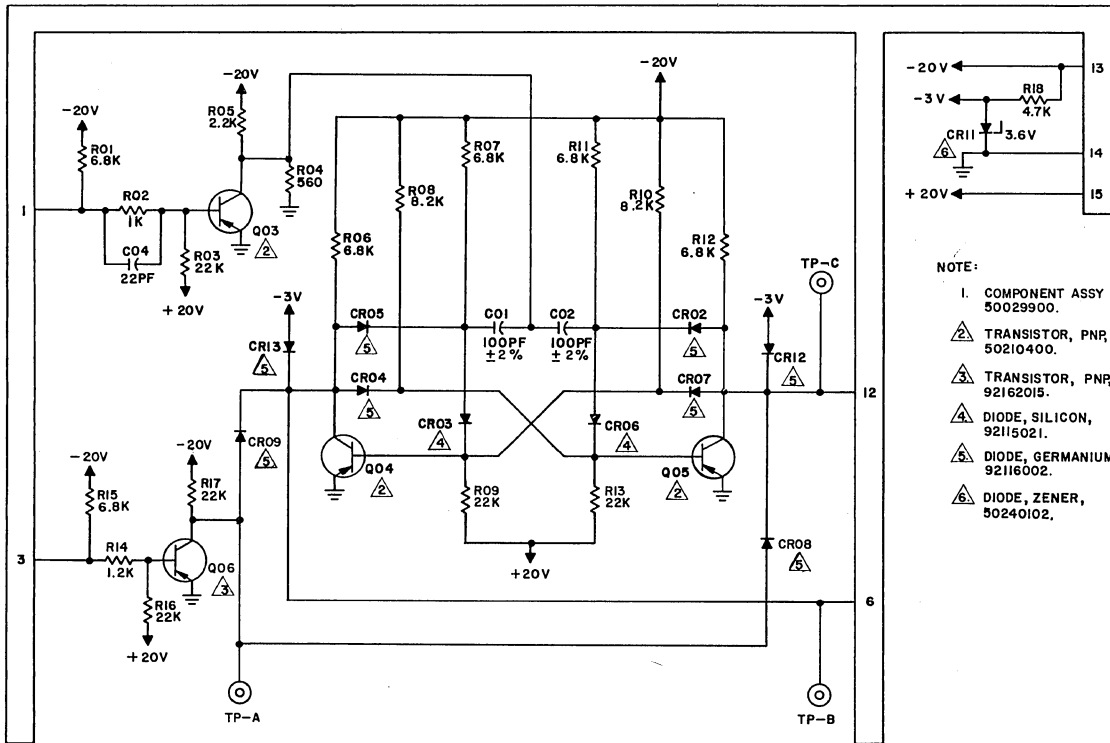 -20V
-20V
-20V
R01
6.8K
R05
2.2K
R04
560
R02
1K
C04
22PF
R03
22K
+20V
Q03
2
1
R07
6.8K
R11
6.8K
R08
8.2K
R10
8.2K
R06
6.8K
R12
6.8K
-3V
-3V
TP-C
CR05
5
C01
100PF
±2%
C02
100PF
±2%
CR02
5
CR13
5
CR12
5
CR04
5
CR07
5
12
CR09
5
CR03
4
CR06
4
Q04
2
Q05
2
R09
22K
R13
22K
+20V
-20V
-20V
R15
6.8K
R17
22K
R14
1.2K
R16
22K
+20V
Q06
3
3
CR08
5
6
TP-A
TP-B
-20V
13
-3V
R18
4.7K
CR11
3.6V
6
14
+20V
15
NOTE:
1. COMPONENT ASSY
50029900.
2. TRANSISTOR, PNP,
50210400.
3. TRANSISTOR, PNP,
92162015.
4. DIODE, SILICON,
92115021.
5. DIODE, GERMANIUM
92116002.
6. DIODE, ZENER,
50240102.